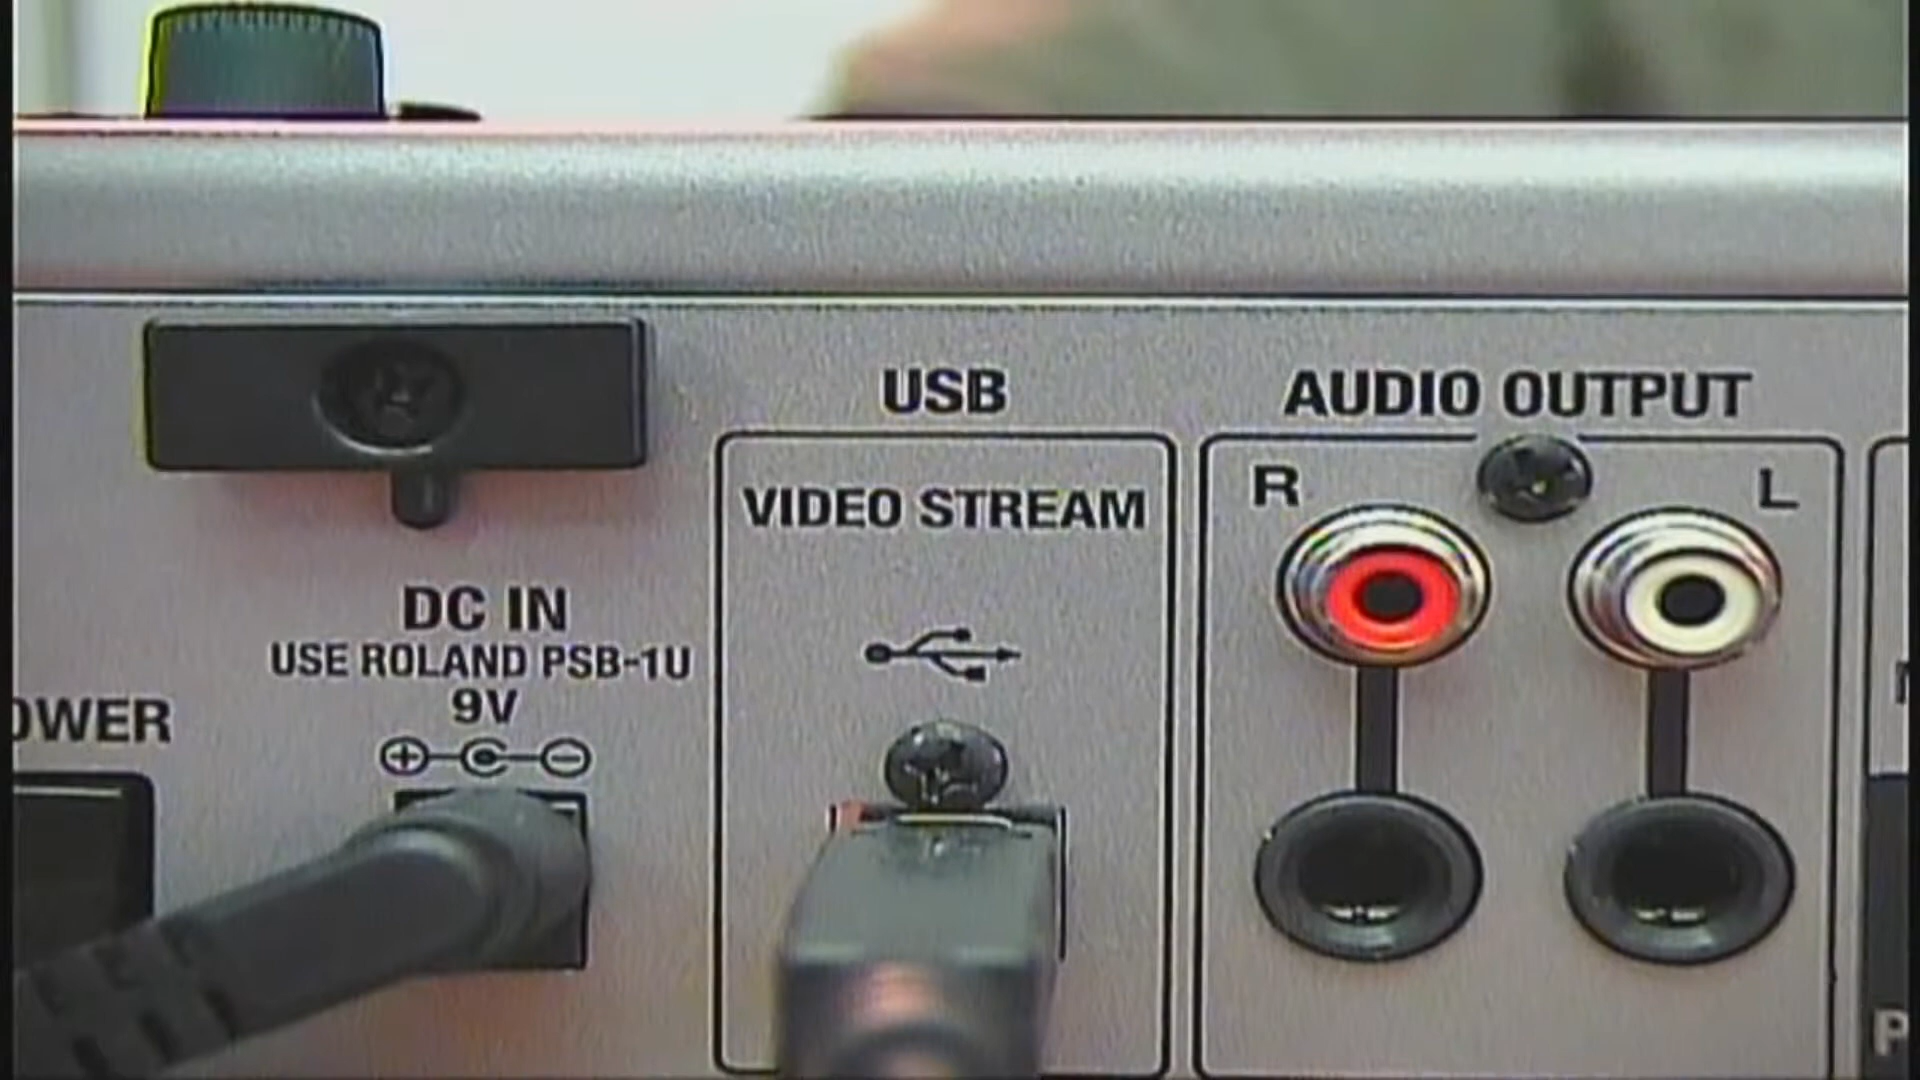 USB
AUDIO OUTPUT
R
L
VIDEO STREAM
DC IN
USE ROLAND PSB-1U
9V
OWER